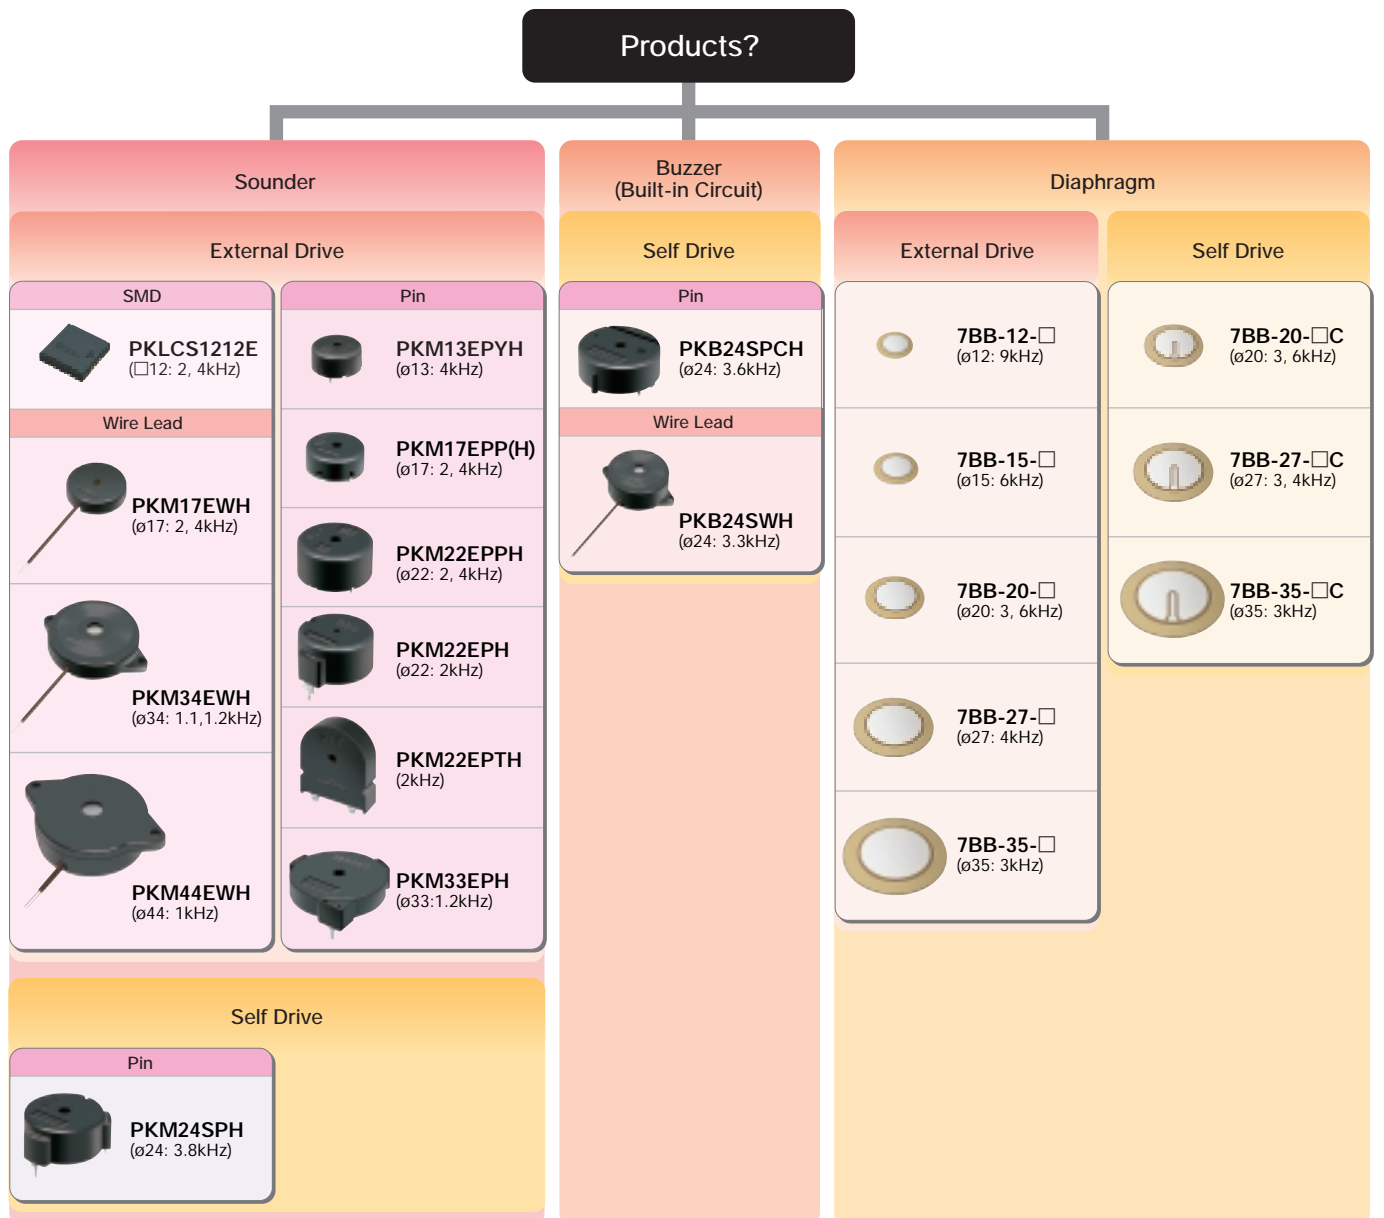 Products?
Sounder
External Drive
SMD
PKLCS1212E
(□12: 2, 4kHz)
Wire Lead
PKM17EWH
(ø17: 2, 4kHz)
PKM34EWH
(ø34: 1.1,1.2kHz)
PKM44EWH
(ø44: 1kHz)
Pin
PKM13EPYH
(ø13: 4kHz)
PKM17EPP(H)
(ø17: 2, 4kHz)
PKM22EPPH
(ø22: 2, 4kHz)
PKM22EPH
(ø22: 2kHz)
PKM22EPTH
(2kHz)
PKM33EPH
(ø33:1.2kHz)
Self Drive
Pin
PKM24SPH
(ø24: 3.8kHz)
Buzzer
(Built-in Circuit)
Self Drive
Pin
PKB24SPCH
(ø24: 3.6kHz)
Wire Lead
PKB24SWH
(ø24: 3.3kHz)
Diaphragm
External Drive
7BB-12-□
(ø12: 9kHz)
7BB-15-□
(ø15: 6kHz)
7BB-20-□
(ø20: 3, 6kHz)
7BB-27-□
(ø27: 4kHz)
7BB-35-□
(ø35: 3kHz)
Self Drive
7BB-20-□C
(ø20: 3, 6kHz)
7BB-27-□C
(ø27: 3, 4kHz)
7BB-35-□C
(ø35: 3kHz)